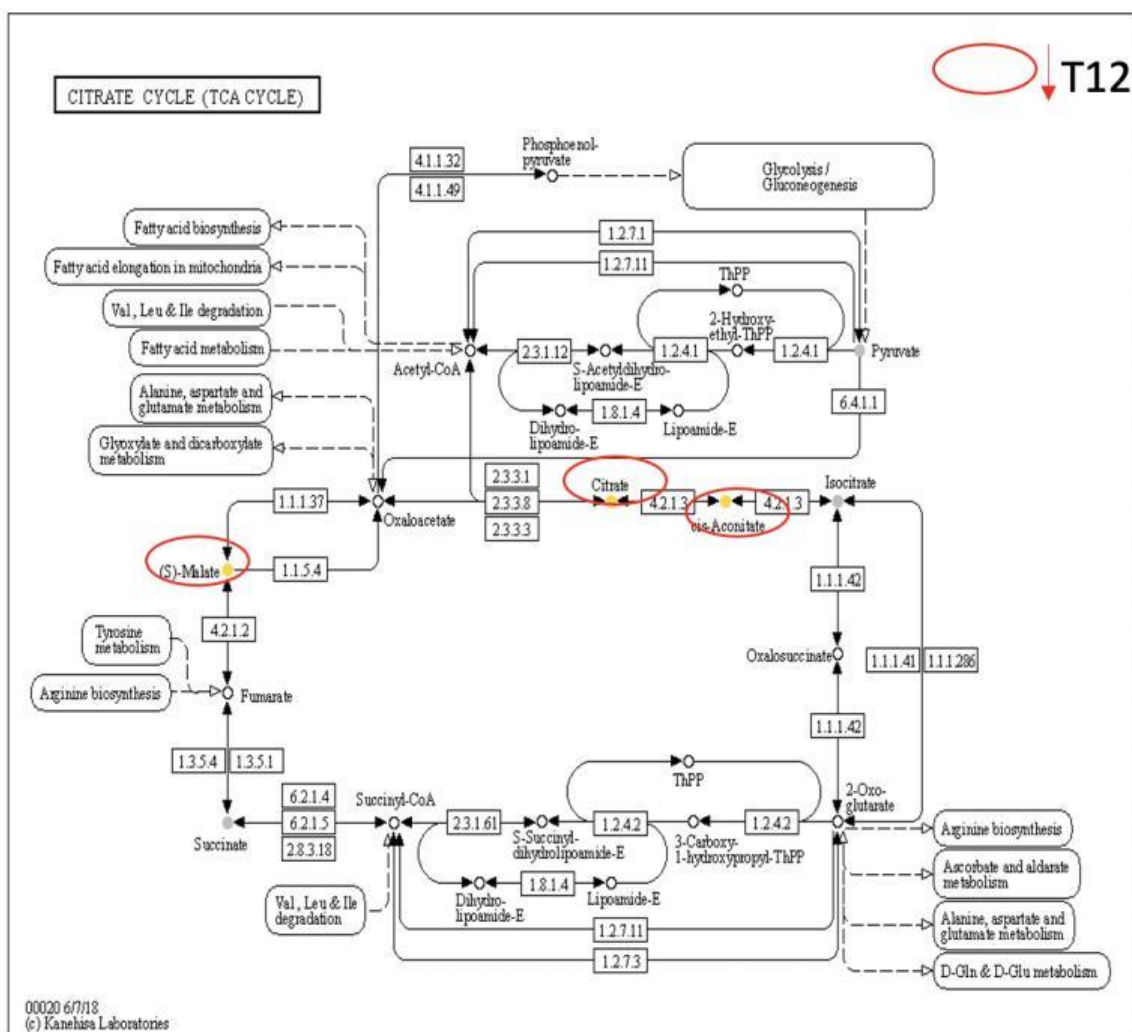 T12
CITRATE CYCLE (TCA CYCLE)
Phosphoenol-
pyruvate
4.1.1.32
4.1.1.49
Glycolysis /
Gluconeogenesis
Fatty acid biosynthesis
Fatty acid elongation in mitochondria
Val, Leu & Ile degradation
Fatty acid metabolism
Alanine, aspartate and
glutamate metabolism
Glyoxylate and dicarboxylate
metabolism
1.2.7.1
1.2.7.11
ThPP
2-Hydroxy-
ethyl-ThPP
Acetyl-CoA
2.3.1.12
S-Acetyldihydro-
lipoamide-E
1.2.4.1
1.2.4.1
Pyruvate
Dihydro-
lipoamide-E
1.8.1.4
Lipoamide-E
6.4.1.1
1.1.1.37
Oxaloacetate
2.3.3.1
2.3.3.8
2.3.3.3
Citrate
4.2.1.3
cis-Aconitate
4.2.1.3
Isocitrate
(S)-Malate
1.1.5.4
1.1.1.42
4.2.1.2
Tyrosine
metabolism
Arginine biosynthesis
Fumarate
Oxalosuccinate
1.1.1.41
1.1.1.286
1.1.1.42
1.3.5.4
1.3.5.1
ThPP
6.2.1.4
6.2.1.5
2.8.3.18
Succinate
Succinyl-CoA
2.3.1.61
S-Succinyl-
dihydrolipoamide-E
1.2.4.2
3-Carboxy-
1-hydroxypropyl-ThPP
1.2.4.2
2-Oxo-
glutarate
Val, Leu & Ile
degradation
Dihydro-
lipoamide-E
1.8.1.4
Lipoamide-E
1.2.7.11
1.2.7.3
Arginine biosynthesis
Ascorbate and aldarate
metabolism
Alanine, aspartate and
glutamate metabolism
D-Gln & D-Glu metabolism
00020 6/7/18
(c) Kanehisa Laboratories